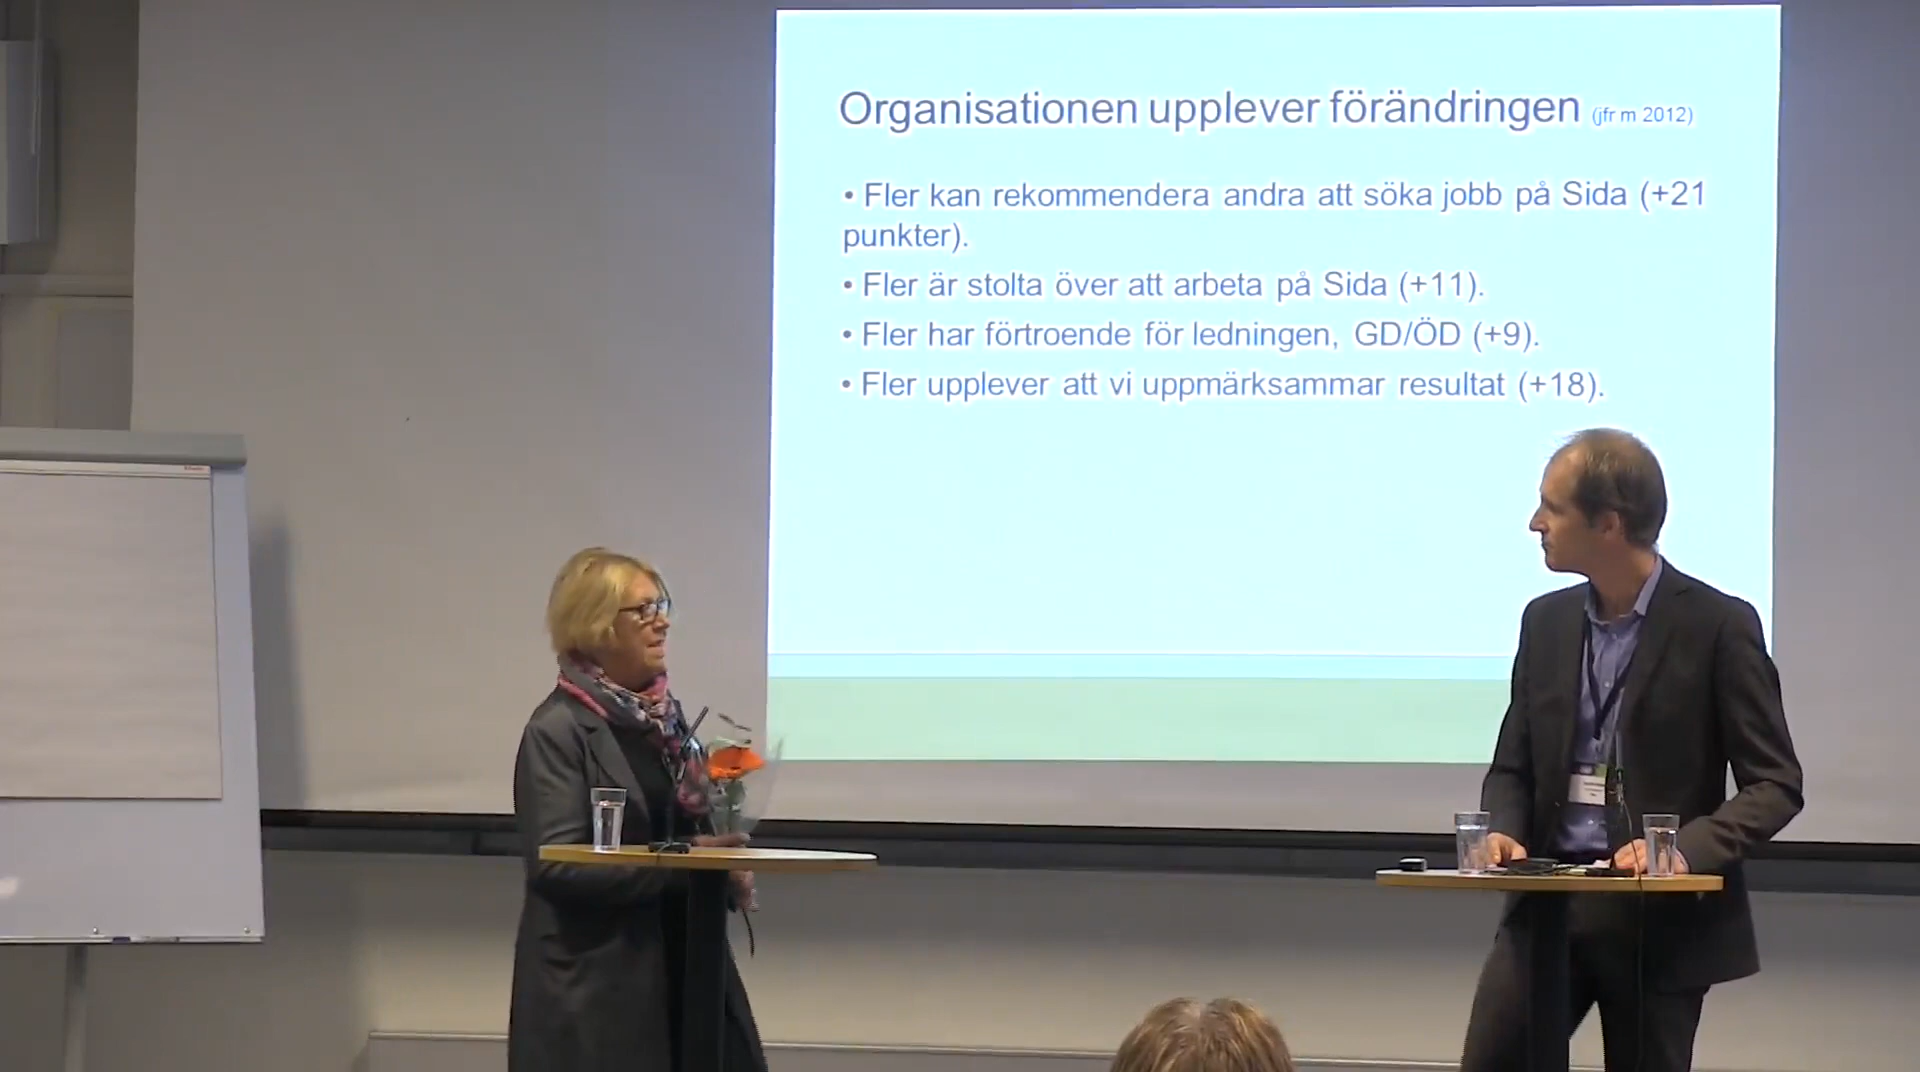 Organisationen upplever förändringen (jfr m 2012)
• Fler kan rekommendera andra att söka jobb på Sida (+21
punkter).
• Fler är stolta över att arbeta på Sida (+11).
• Fler har förtroende för ledningen, GD/ÖD (+9).
• Fler upplever att vi uppmärksammar resultat (+18).